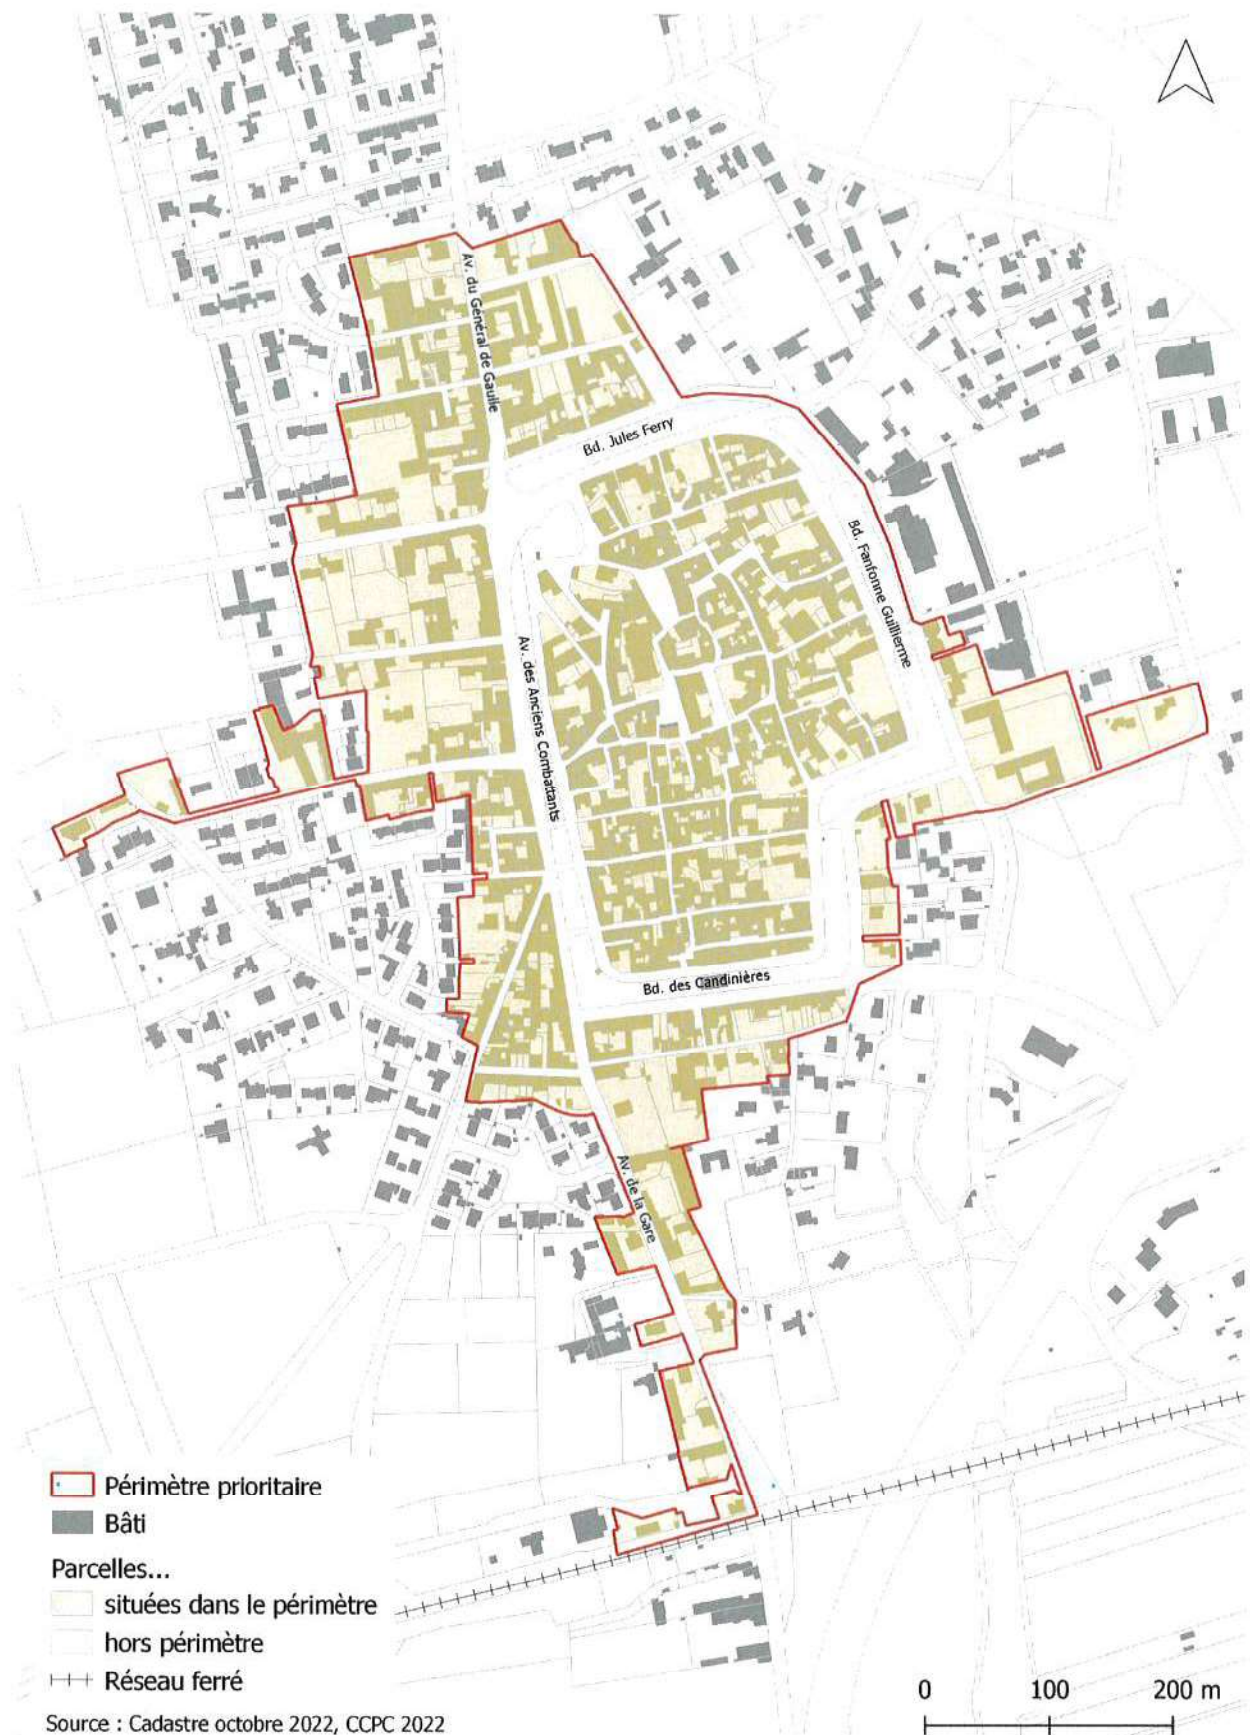 Av. du Général de Gaulle
Bd. Jules Ferry
Bd. Fanfonne Guillierme
Av. des Anciens Combattants
Bd. des Candinières
Av. de la Gare
Périmètre prioritaire
Bâti
Parcelles...
situées dans le périmètre
hors périmètre
Réseau ferré
Source : Cadastre octobre 2022, CCPC 2022
0 100 200 m